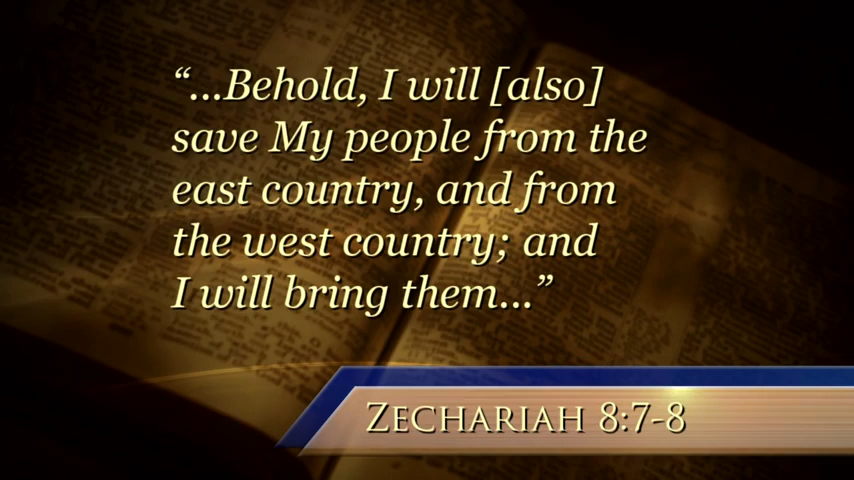 “...Behold, I will [also]
save My people from the
east country, and from
the west country; and
I will bring them...”
Zechariah 8:7-8